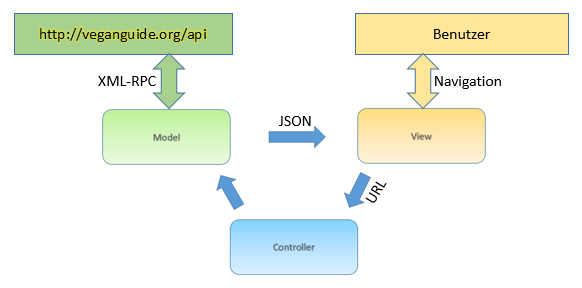 http://veganguide.org/api
Benutzer
XML-RPC
Navigation
JSON
Model
View
URL
Controller